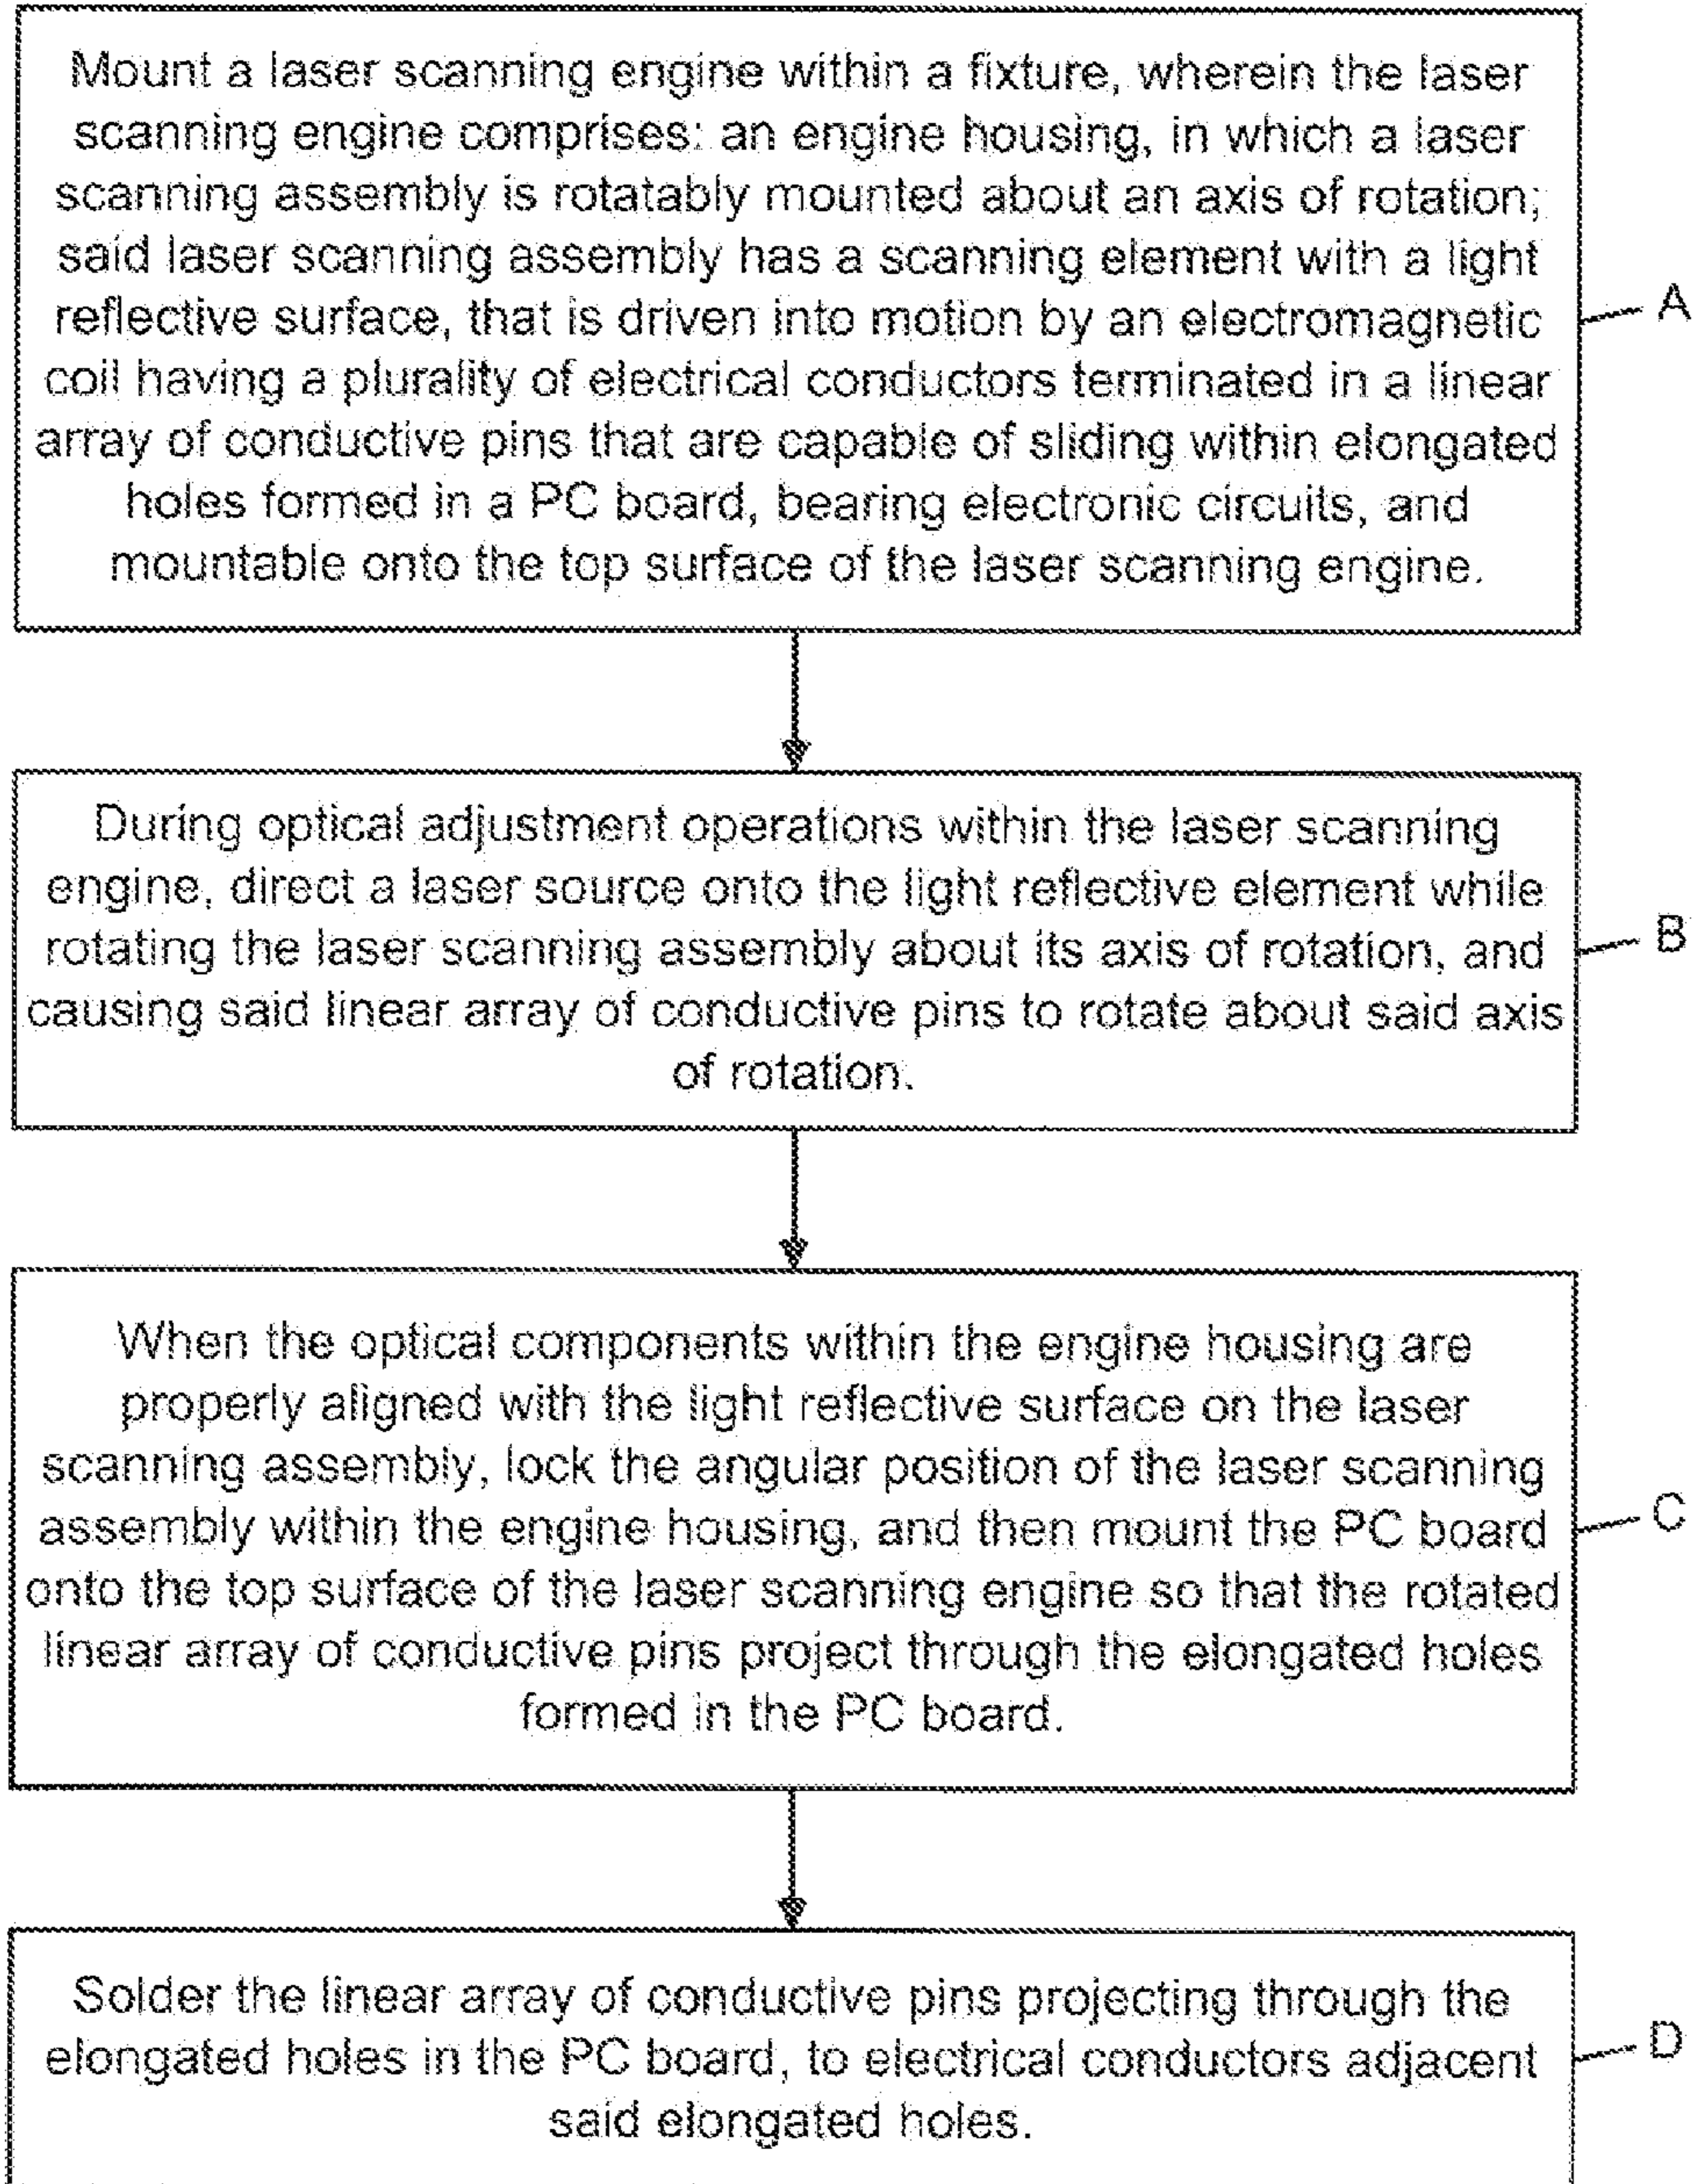 Mount a laser scanning engine within a fixture, wherein the laser
scanning engine comprises: an engine housing, in which a laser
scanning assembly is rotatably mounted about an axis of rotation;
said laser scanning assembly has a scanning element with a light
reflective surface, that is driven into motion by an electromagnetic
coil having a plurality of electrical conductors terminated in a linear
array of conductive pins that are capable of sliding within elongated
holes formed in a PC board, bearing electronic circuits, and
mountable onto the top surface of the laser scanning engine.
A
During optical adjustment operations within the laser scanning
engine, direct a laser source onto the light reflective element while
rotating the laser scanning assembly about its axis of rotation, and
causing said linear array of conductive pins to rotate about said axis
of rotation.
B
When the optical components within the engine housing are
properly aligned with the light reflective surface on the laser
scanning assembly, lock the angular position of the laser scanning
assembly within the engine housing, and then mount the PC board
onto the top surface of the laser scanning engine so that the rotated
linear array of conductive pins project through the elongated holes
formed in the PC board.
C
Solder the linear array of conductive pins projecting through the
elongated holes in the PC board, to electrical conductors adjacent
said elongated holes.
D